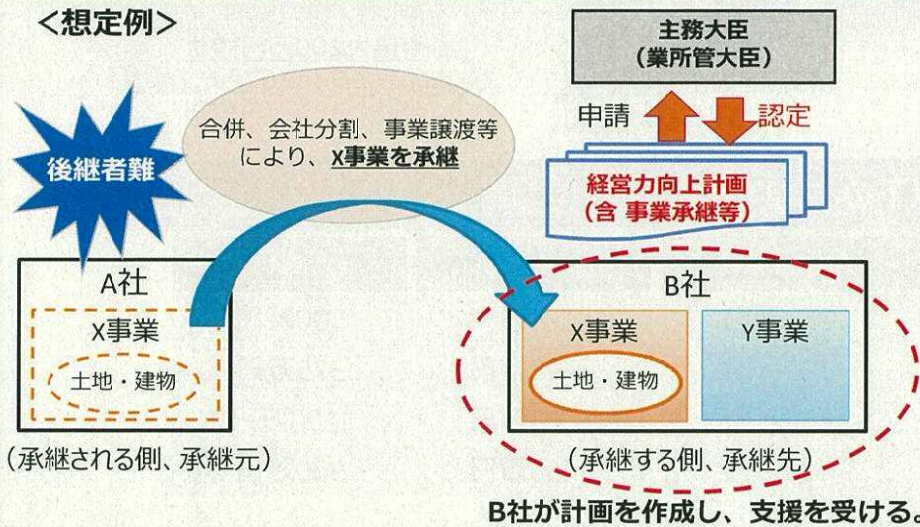 ＜想定例＞
主務大臣
（業所管大臣）
申請
認定
合併、会社分割、事業譲渡等
により、X事業を承継
後継者難
経営力向上計画
（含 事業承継等）
A社
X事業
土地・建物
（承継される側、承継元）
B社
X事業
土地・建物
Y事業
（承継する側、承継先）
B社が計画を作成し、支援を受ける。